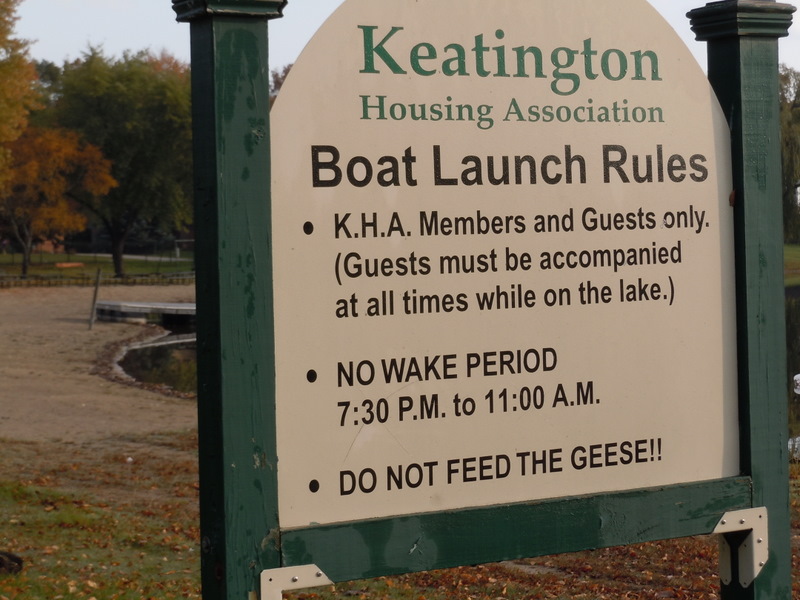 Keatington
Housing Association
Boat Launch Rules
• K.H.A. Members and Guests only.
(Guests must be accompanied
at all times while on the lake.)
• NO WAKE PERIOD
7:30 P.M. to 11:00 A.M.
• DO NOT FEED THE GEESE!!